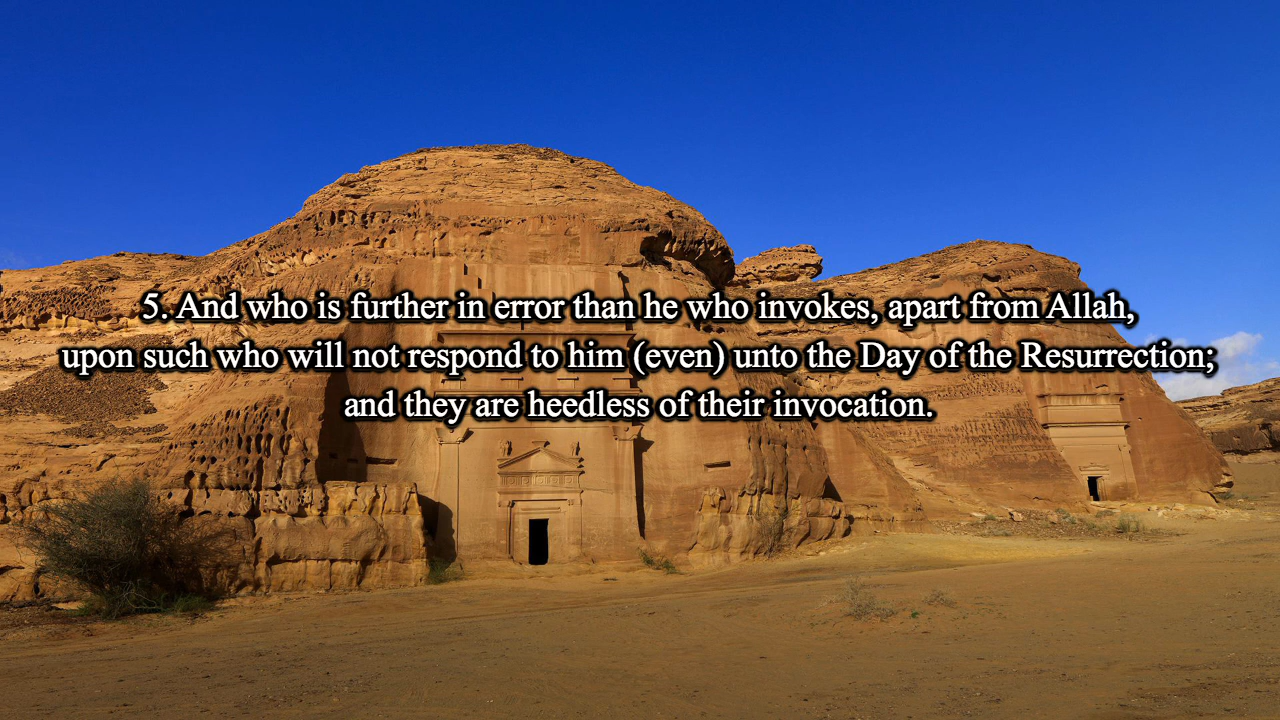 5. And who is further in error than he who invokes, apart from Allah,
upon such who will not respond to him (even) unto the Day of the Resurrection;
and they are heedless of their invocation.